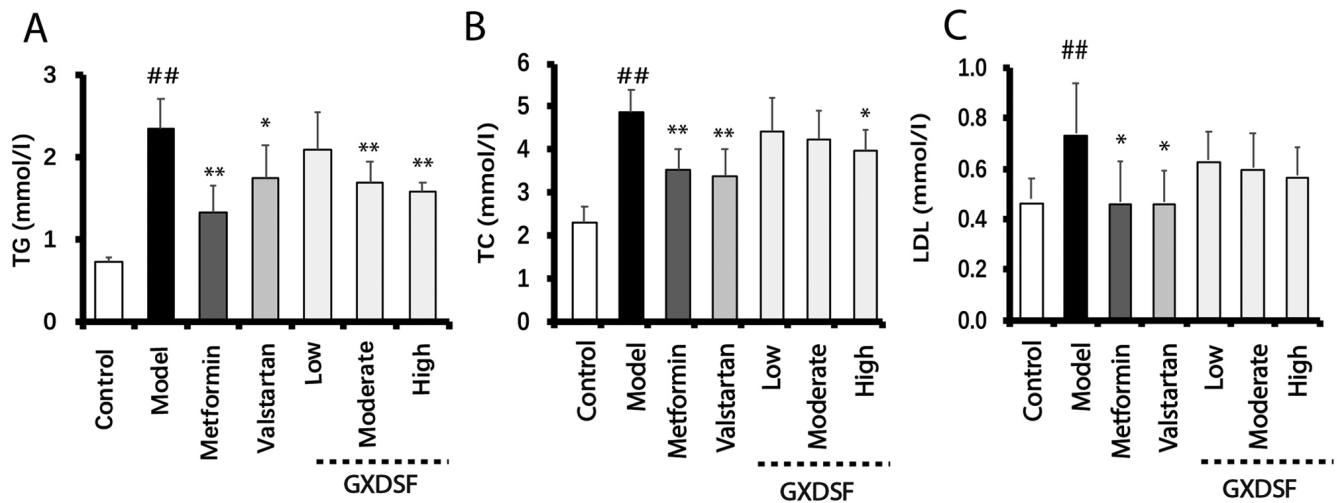 A
TG (mmol/l)
3
2
1
0
##
**
*
**
**
Control
Model
Metformin
Valstartan
Low
Moderate
High
GXDSF
B
TC (mmol/l)
6
5
4
3
2
1
0
##
**
**
*
Control
Model
Metformin
Valstartan
Low
Moderate
High
GXDSF
C
LDL (mmol/l)
1.0
0.8
0.6
0.4
0.2
0.0
##
*
*
Control
Model
Metformin
Valstartan
Low
Moderate
High
GXDSF